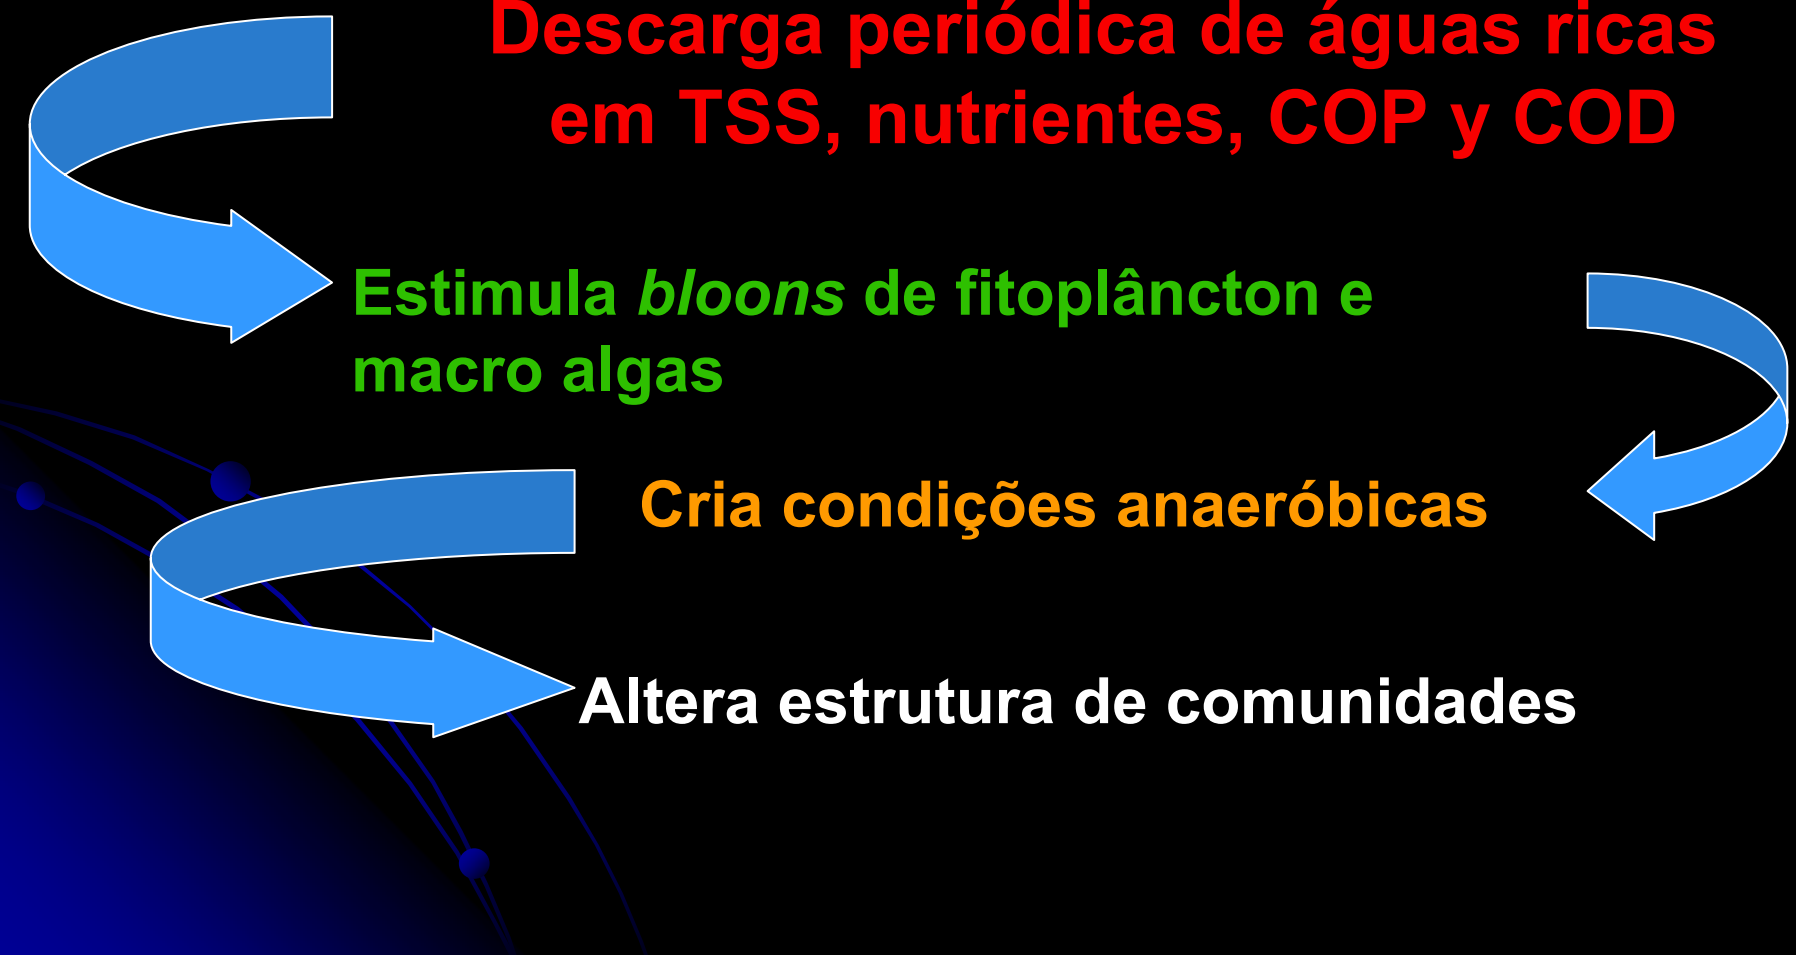 Descarga periódica de águas ricas
em TSS, nutrientes, COP y COD
Estimula bloons de fitoplâncton e
macro algas
Cria condições anaeróbicas
Altera estrutura de comunidades